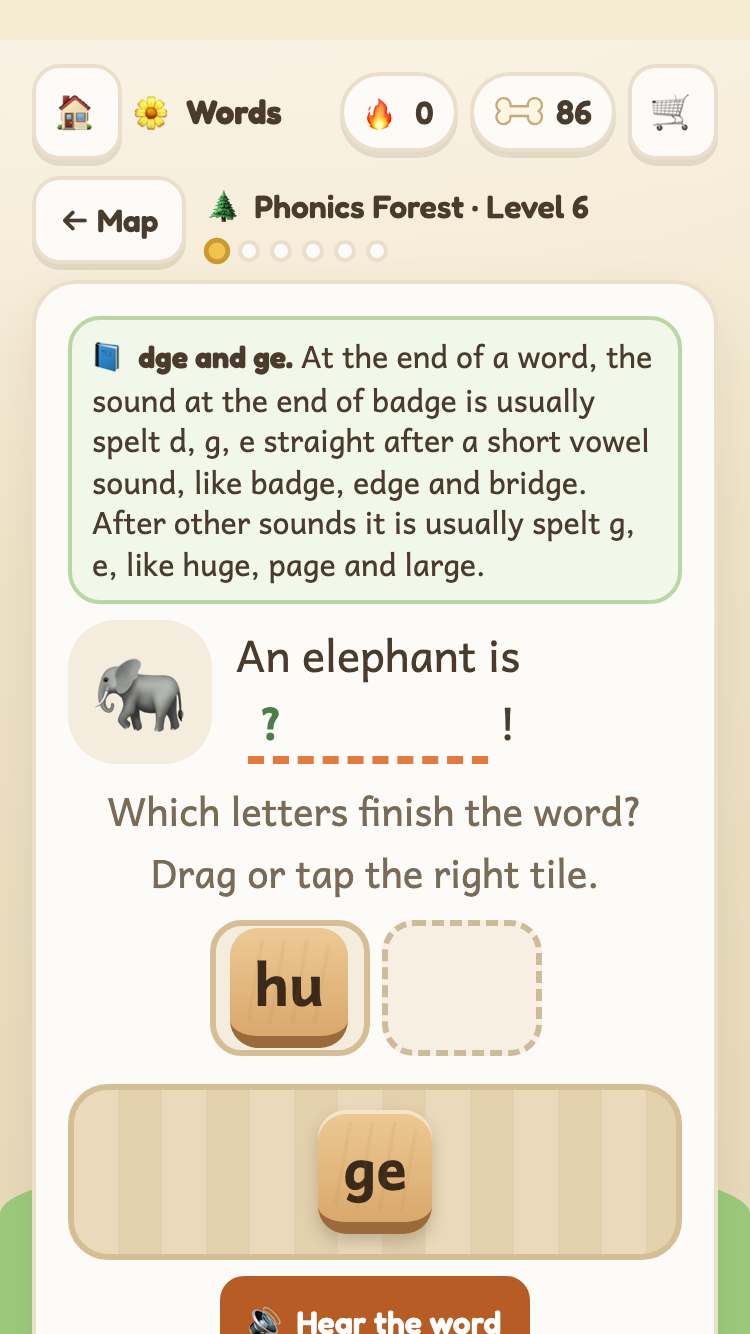 Words
0
86
← Map
Phonics Forest · Level 6
dge and ge. At the end of a word, the
sound at the end of badge is usually
spelt d, g, e straight after a short vowel
sound, like badge, edge and bridge.
After other sounds it is usually spelt g,
e, like huge, page and large.
An elephant is
? !
Which letters finish the word?
Drag or tap the right tile.
hu
ge
Hear the word